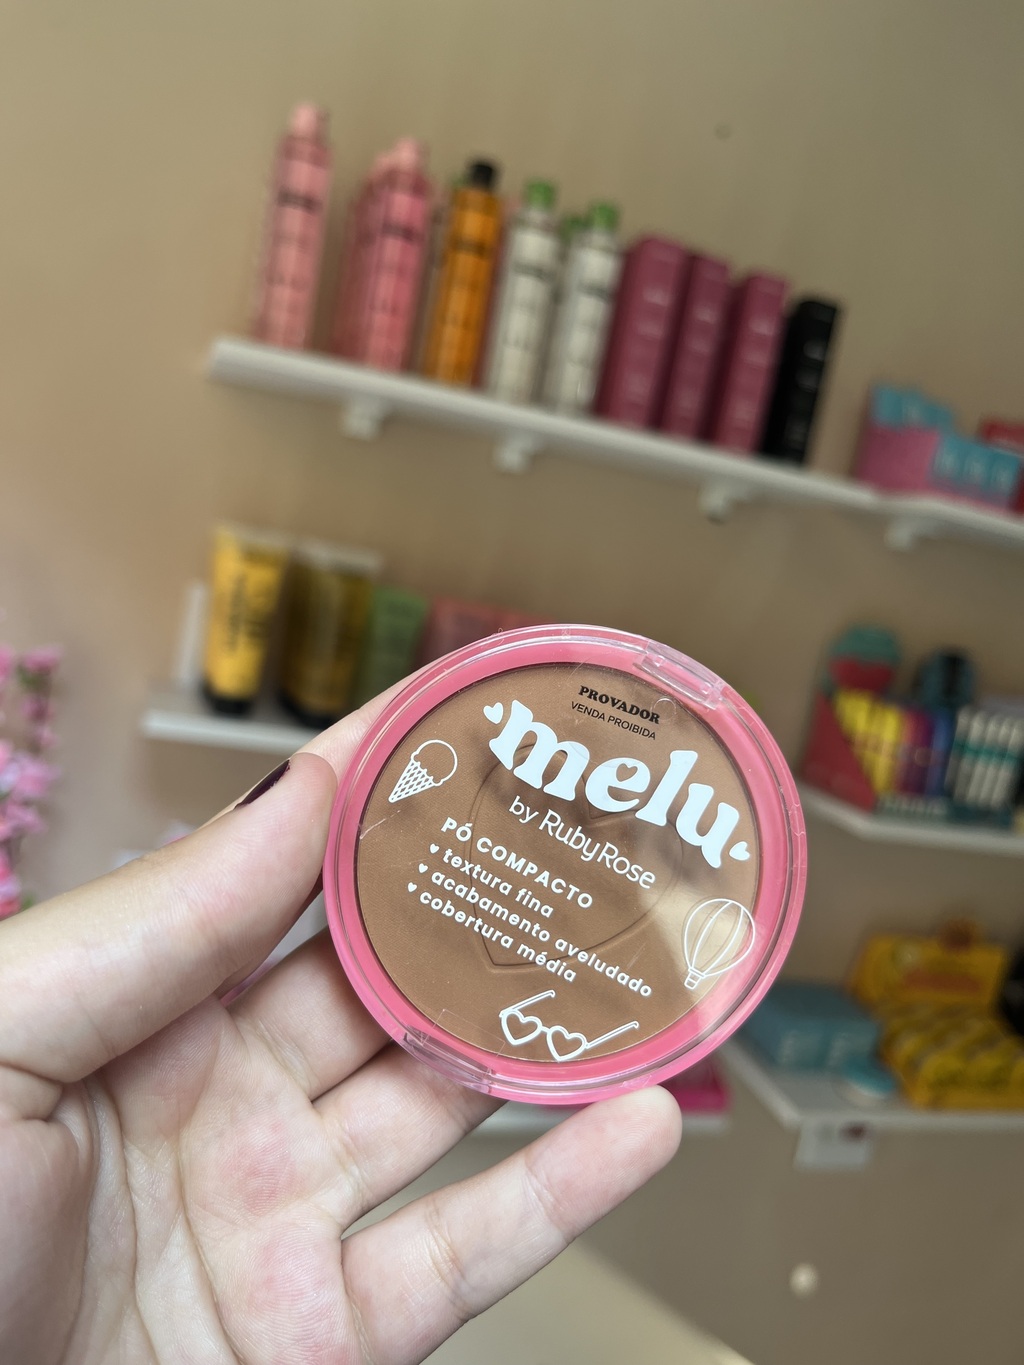 PROVADOR
VENDA PROIBIDA
melu
by RubyRose
PÓ COMPACTO
textura fina
acabamento aveludado
cobertura média